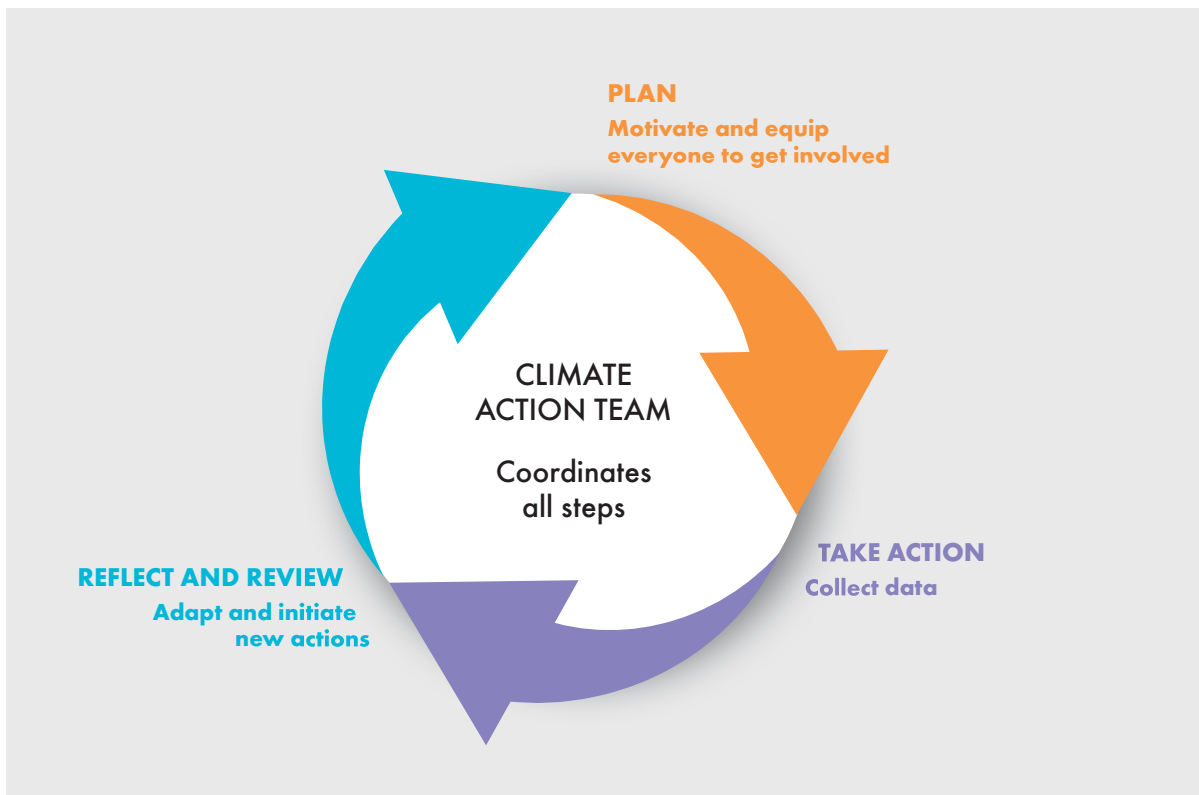 PLAN
Motivate and equip
everyone to get involved
CLIMATE
ACTION TEAM
Coordinates
all steps
TAKE ACTION
Collect data
REFLECT AND REVIEW
Adapt and initiate
new actions